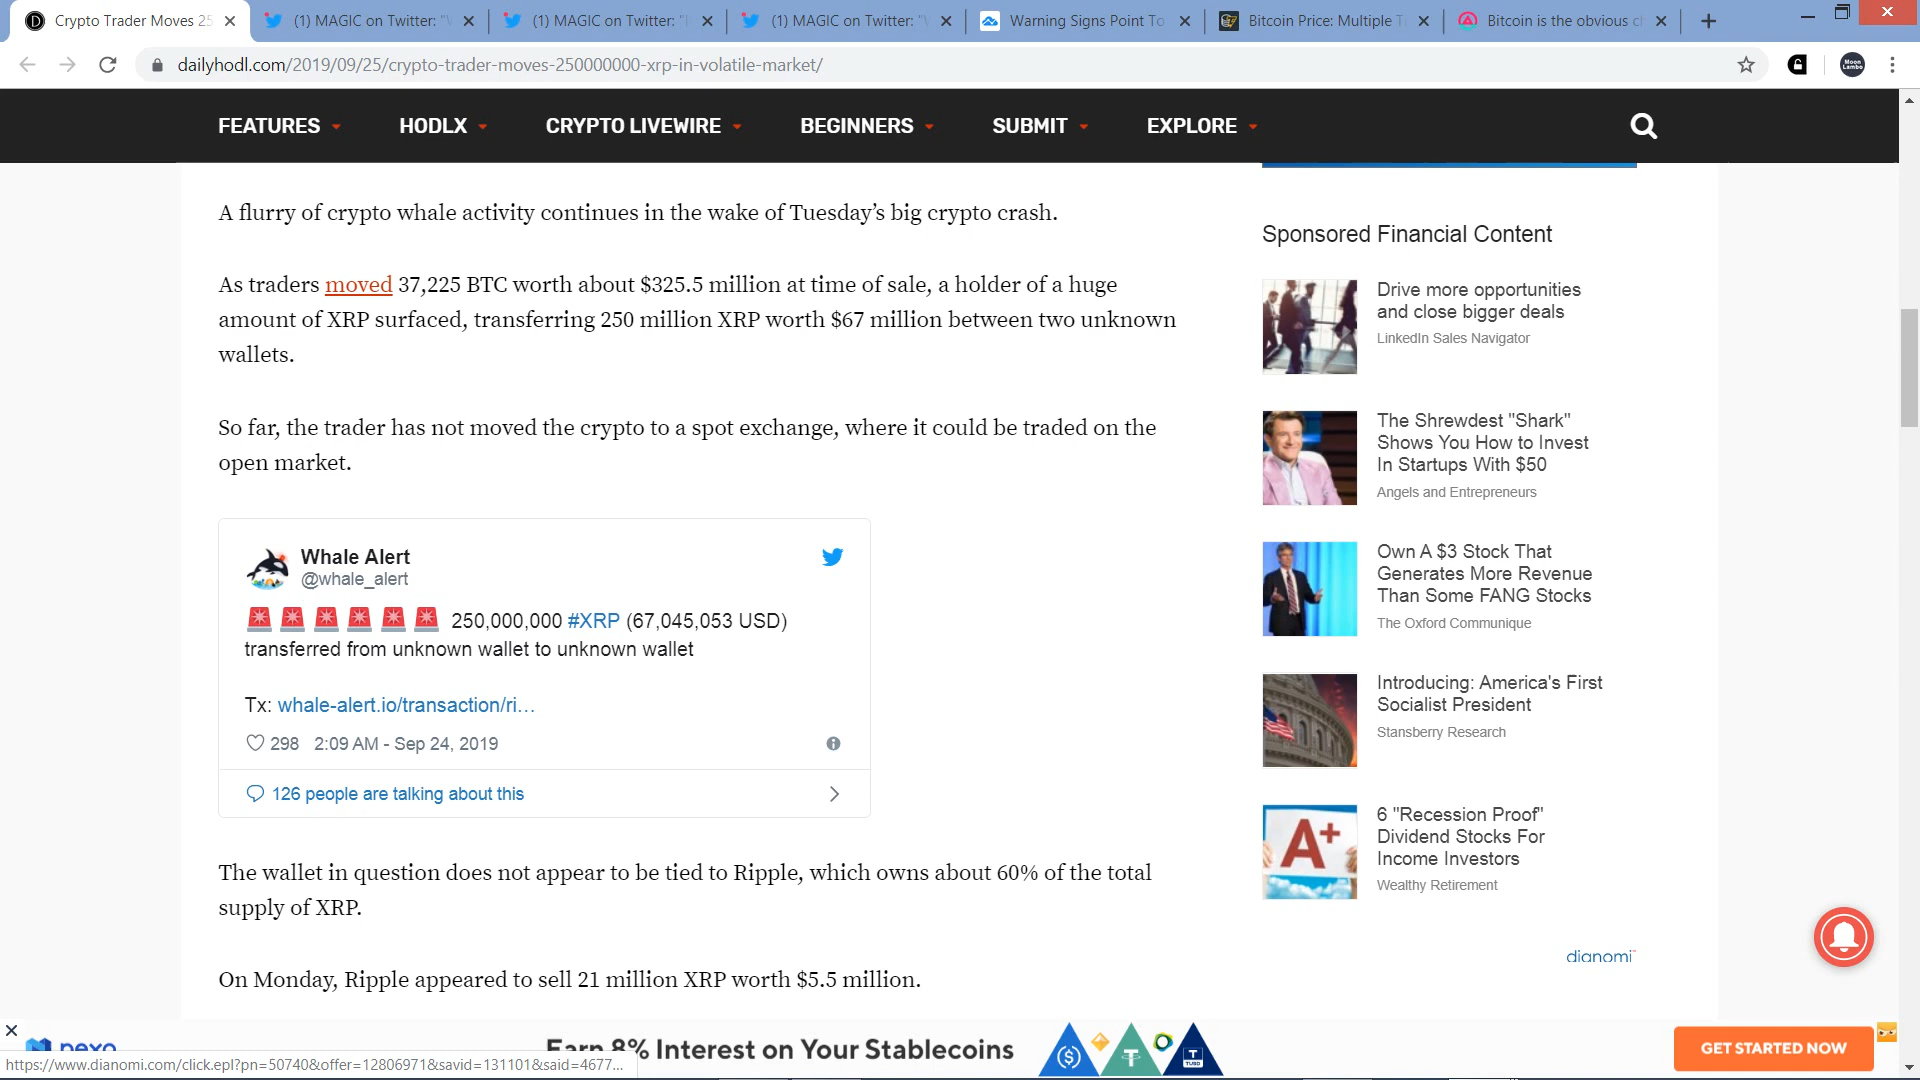 Crypto Trader Moves 25
(1) MAGIC on Twitter: "
(1) MAGIC on Twitter: "
(1) MAGIC on Twitter: "
Warning Signs Point To
Bitcoin Price: Multiple T
Bitcoin is the obvious c
dailyhodl.com/2019/09/25/crypto-trader-moves-250000000-xrp-in-volatile-market/
Moon Lambo
FEATURES
HODLX
CRYPTO LIVEWIRE
BEGINNERS
SUBMIT
EXPLORE
A flurry of crypto whale activity continues in the wake of Tuesday's big crypto crash.
As traders moved 37,225 BTC worth about $325.5 million at time of sale, a holder of a huge
amount of XRP surfaced, transferring 250 million XRP worth $67 million between two unknown
wallets.
So far, the trader has not moved the crypto to a spot exchange, where it could be traded on the
open market.
Whale Alert
@whale_alert
🚨 🚨 🚨 🚨 🚨 🚨 250,000,000 #XRP (67,045,053 USD)
transferred from unknown wallet to unknown wallet
Tx: whale-alert.io/transaction/ri…
298 2:09 AM - Sep 24, 2019
126 people are talking about this
The wallet in question does not appear to be tied to Ripple, which owns about 60% of the total
supply of XRP.
On Monday, Ripple appeared to sell 21 million XRP worth $5.5 million.
Sponsored Financial Content
Drive more opportunities
and close bigger deals
LinkedIn Sales Navigator
The Shrewdest "Shark"
Shows You How to Invest
In Startups With $50
Angels and Entrepreneurs
Own A $3 Stock That
Generates More Revenue
Than Some FANG Stocks
The Oxford Communique
Introducing: America's First
Socialist President
Stansberry Research
A+
6 "Recession Proof"
Dividend Stocks For
Income Investors
Wealthy Retirement
dianomi
nexo
Earn 8% Interest on Your Stablecoins
TUSD
GET STARTED NOW
https://www.dianomi.com/click.epl?pn=50740&offer=12806971&savid=131101&said=4677...